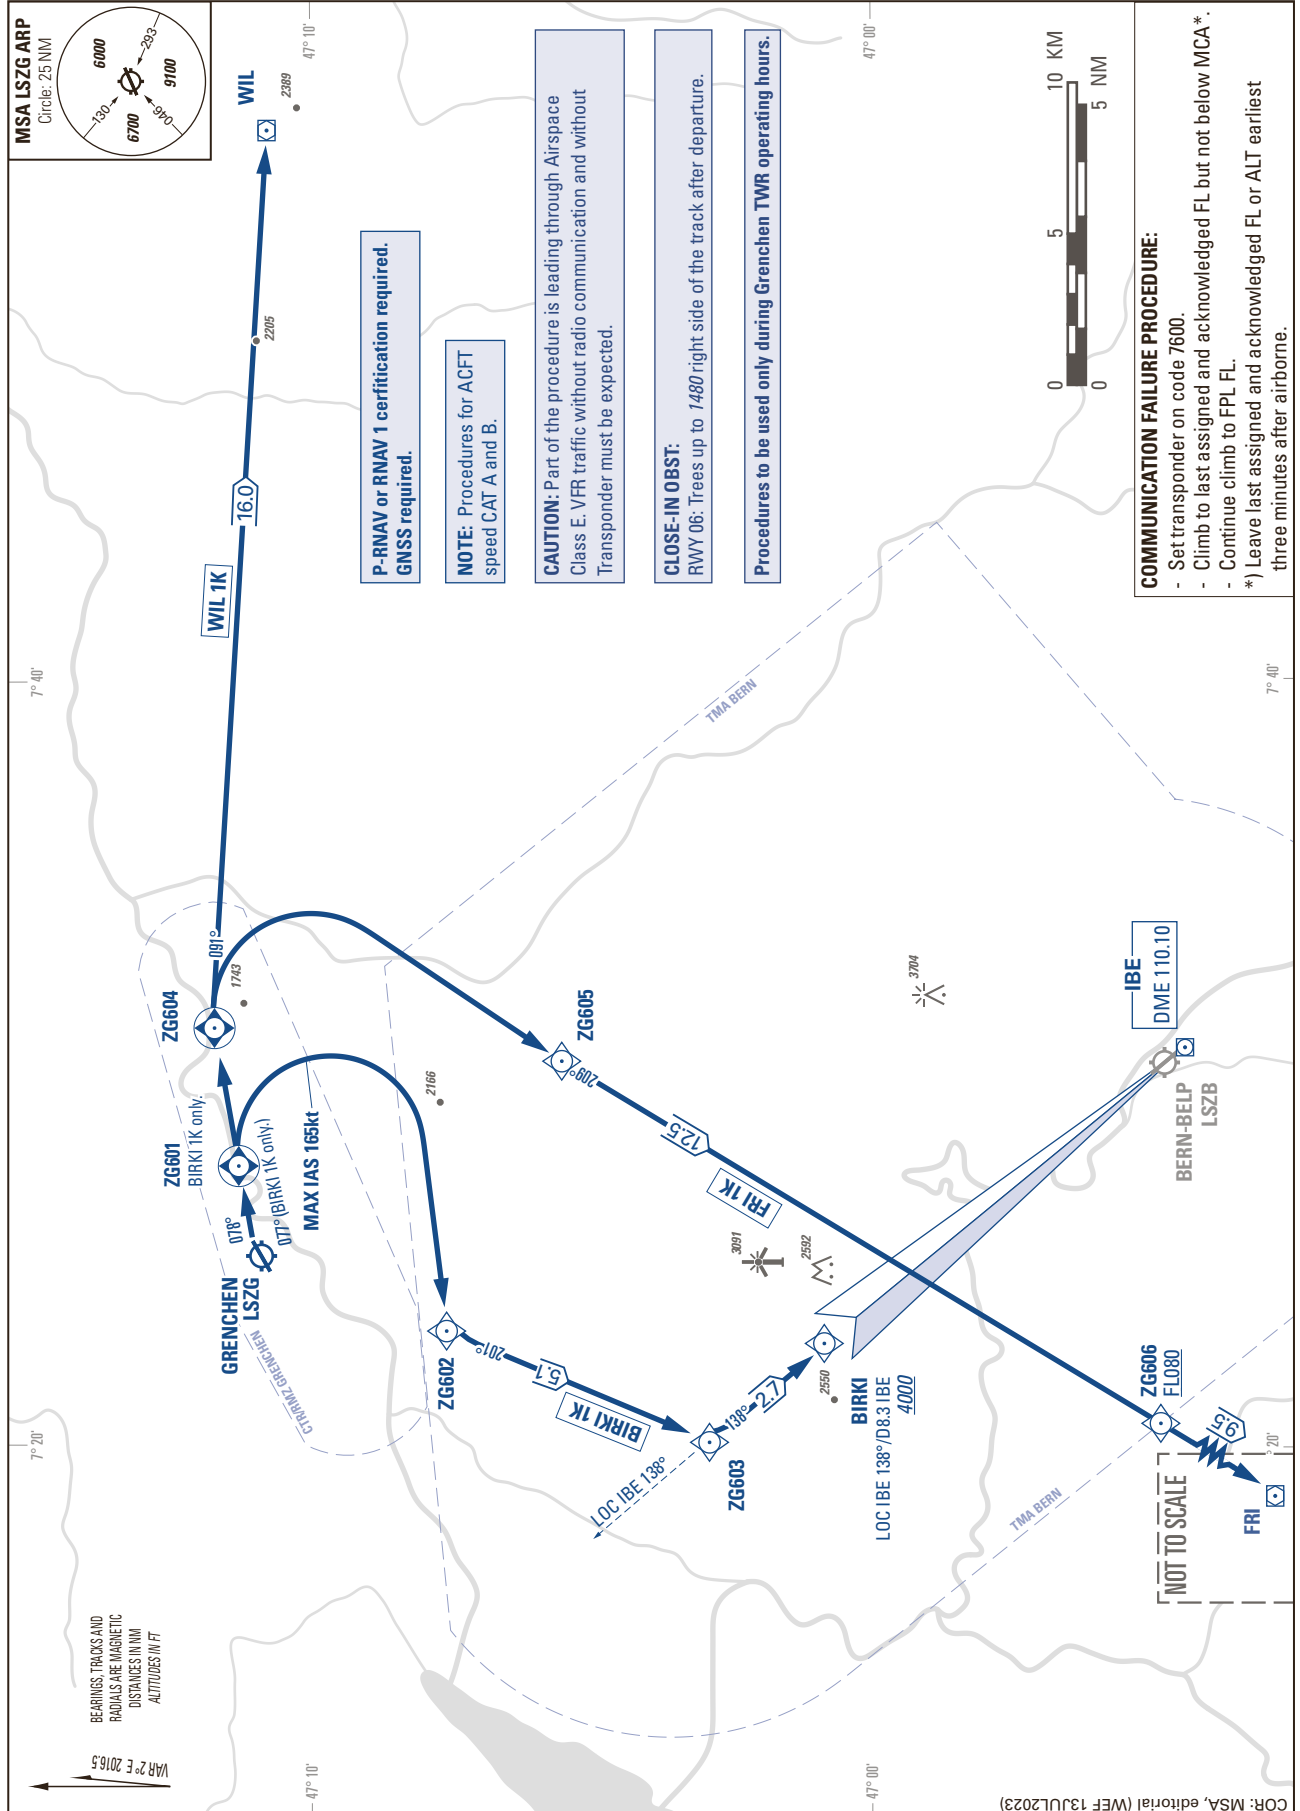 MSA LSZG ARP
Circle: 25 NM
130
293
046
6000
6700
9100
WIL
2389
47° 10'
47° 00'
2205
16.0
WIL 1K
P-RNAV or RNAV 1 cerfitication required.
GNSS required.
NOTE: Procedures for ACFT
speed CAT A and B.
CAUTION: Part of the procedure is leading through Airspace
Class E. VFR traffic without radio communication and without
Transponder must be expected.
CLOSE-IN OBST:
RWY 06: Trees up to 1480 right side of the track after departure.
Procedures to be used only during Grenchen TWR operating hours.
0 5 10 KM
0 5 NM
COMMUNICATION FAILURE PROCEDURE:
- Set transponder on code 7600.
- Climb to last assigned and acknowledged FL but not below MCA*.
- Continue climb to FPL FL.
*) Leave last assigned and acknowledged FL or ALT earliest
three minutes after airborne.
7° 40'
7° 40'
TMA BERN
091°
1743
ZG604
ZG601
BIRKI 1K only.
078°
077° (BIRKI 1K only.)
MAX IAS 165kt
GRENCHEN
LSZG
CTR/RMZ GRENCHEN
2166
ZG605
209°
12.5
FRI 1K
3704
IBE
DME 110.10
BERN-BELP
LSZB
3091
2592
ZG602
201°
5.1
BIRKI 1K
ZG603
138°
2.7
LOC IBE 138°
2550
BIRKI
LOC IBE 138°/D8.3 IBE
4000
ZG606
FL080
9.5
NOT TO SCALE
FRI
TMA BERN
7° 20'
° 20'
BEARINGS, TRACKS AND
RADIALS ARE MAGNETIC
DISTANCES IN NM
ALTITUDES IN FT
VAR 2° E 2016.5
47° 10'
47° 00'
COR: MSA, editorial (WEF 13JUL2023)